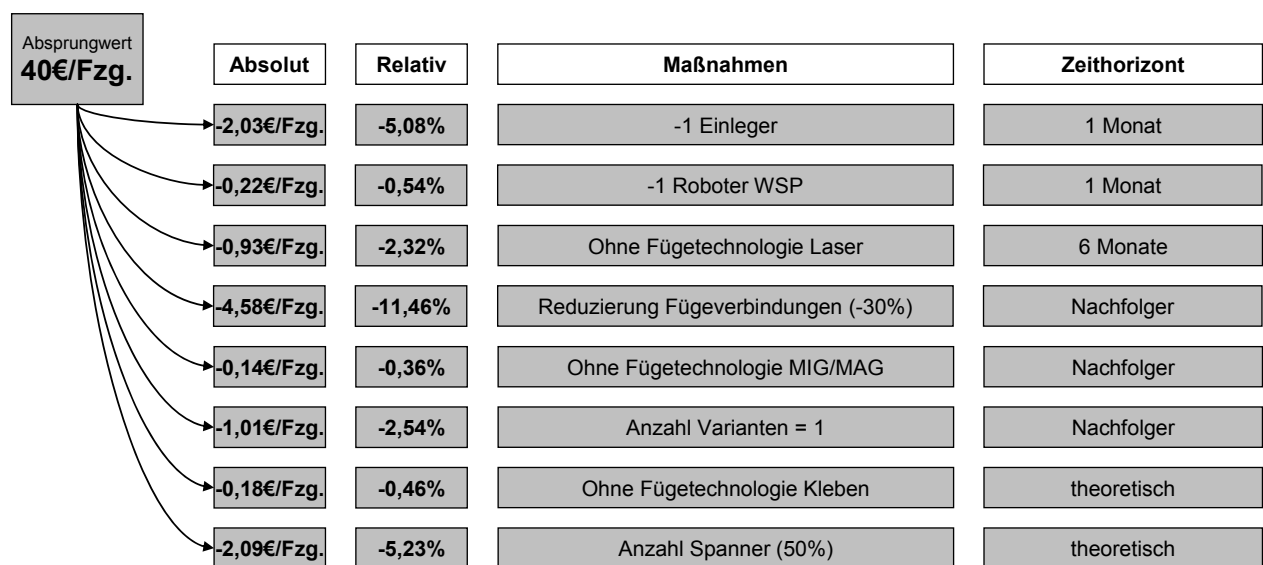 Absprungwert
40€/Fzg.
Absolut Relativ Maßnahmen Zeithorizont
-2,03€/Fzg. -5,08% -1 Einleger 1 Monat
-0,22€/Fzg. -0,54% -1 Roboter WSP 1 Monat
-0,93€/Fzg. -2,32% Ohne Fügetechnologie Laser 6 Monate
-4,58€/Fzg. -11,46% Reduzierung Fügeverbindungen (-30%) Nachfolger
-0,14€/Fzg. -0,36% Ohne Fügetechnologie MIG/MAG Nachfolger
-1,01€/Fzg. -2,54% Anzahl Varianten = 1 Nachfolger
-0,18€/Fzg. -0,46% Ohne Fügetechnologie Kleben theoretisch
-2,09€/Fzg. -5,23% Anzahl Spanner (50%) theoretisch